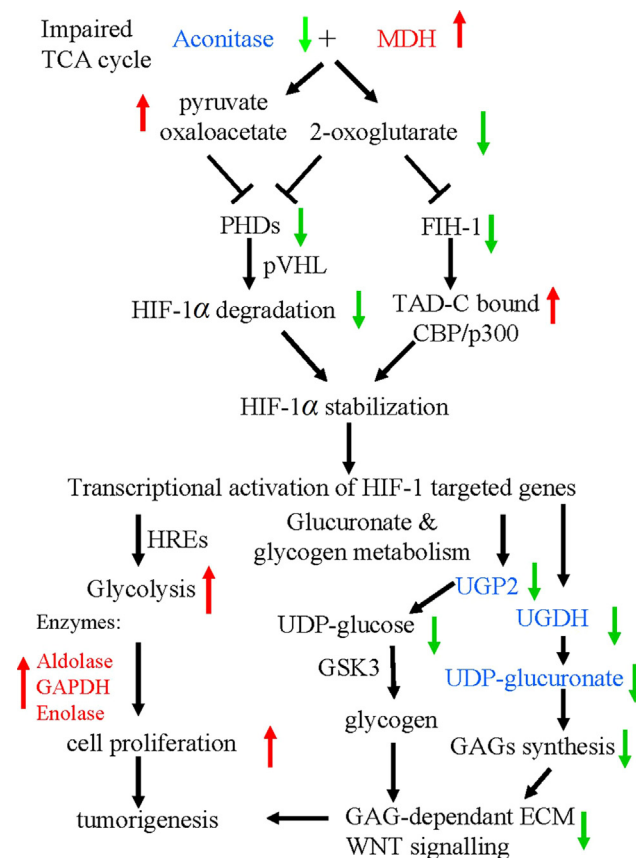 Impaired
TCA cycle
Aconitase + MDH
pyruvate
oxaloacetate
2-oxoglutarate
PHDs
FIH-1
pVHL
HIF-1α degradation
TAD-C bound
CBP/p300
HIF-1α stabilization
Transcriptional activation of HIF-1 targeted genes
HREs
Glucuronate &
glycogen metabolism
Glycolysis
UGP2
Enzymes:
UDP-glucose
UGDH
Aldolase
GAPDH
Enolase
GSK3
UDP-glucuronate
glycogen
cell proliferation
GAGs synthesis
tumorigenesis
GAG-dependant ECM
WNT signalling